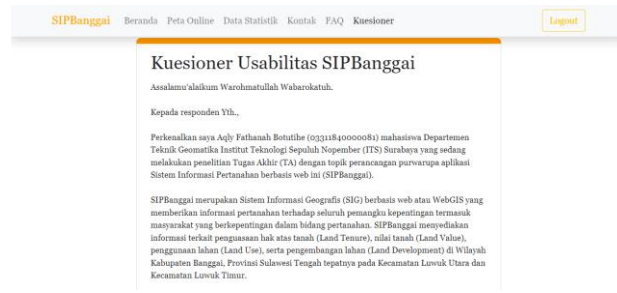 SIPBanggai Beranda Peta Online Data Statistik Kontak FAQ Kuesioner Logout
Kuesioner Usabilitas SIPBanggai
Assalamu'alaikum Warohmatullah Wabarokatuh.
Kepada responden Yth.,
Perkenalkan saya Aqly Fathanah Botutihe (03311840000081) mahasiswa Departemen
Teknik Geomatika Institut Teknologi Sepuluh Nopember (ITS) Surabaya yang sedang
melakukan penelitian Tugas Akhir (TA) dengan topik perancangan purwarupa aplikasi
Sistem Informasi Pertanahan berbasis web ini (SIPBanggai).
SIPBanggai merupakan Sistem Informasi Geografis (SIG) berbasis web atau WebGIS yang
memberikan informasi pertanahan terhadap seluruh pemangku kepentingan termasuk
masyarakat yang berkepentingan dalam bidang pertanahan. SIPBanggai menyediakan
informasi terkait penguasaan hak atas tanah (Land Tenure), nilai tanah (Land Value),
penggunaan lahan (Land Use), serta pengembangan lahan (Land Development) di Wilayah
Kabupaten Banggai, Provinsi Sulawesi Tengah tepatnya pada Kecamatan Luwuk Utara dan
Kecamatan Luwuk Timur.